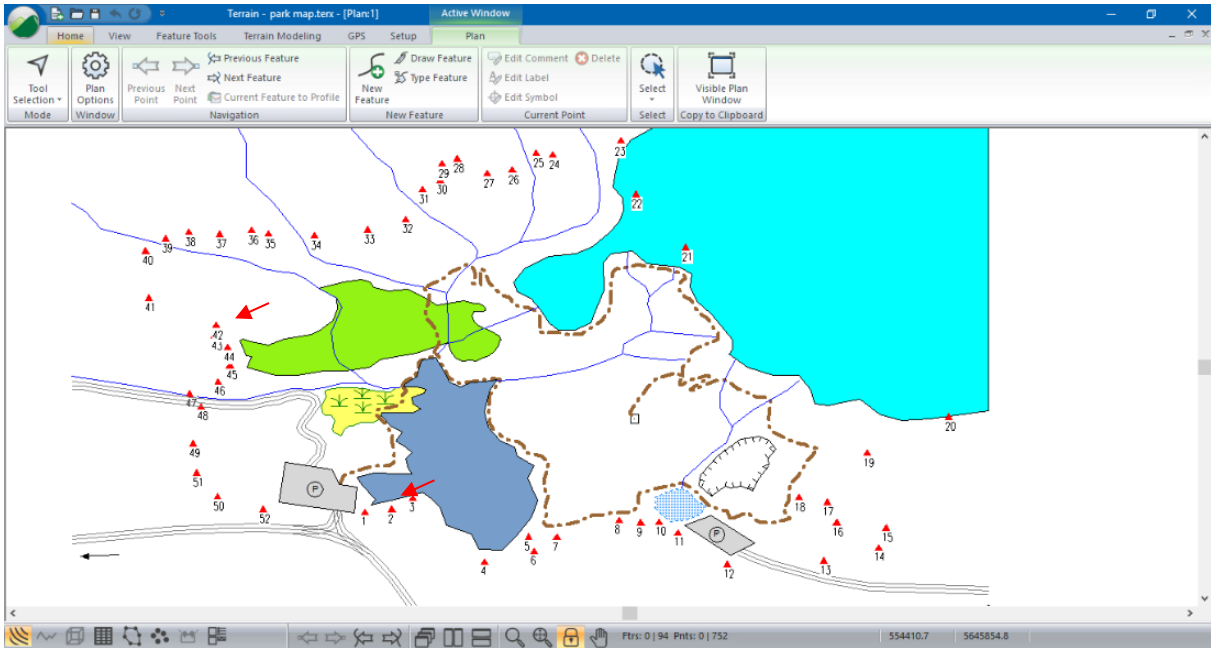 Terrain - park map.terx - [Plan:1]
Active Window
Home View Feature Tools Terrain Modeling GPS Setup Plan
Tool Selection
Mode
Plan Options
Window
Previous Point
Next Point
Previous Feature
Next Feature
Current Feature to Profile
Navigation
New Feature
Draw Feature
Type Feature
New Feature
Edit Comment Delete
Edit Label
Edit Symbol
Current Point
Select
Select
Visible Plan Window
Copy to Clipboard
23
25 24
28
29
27 26
30
31
22
32
33
34
36 35
37
38
39
40
21
41
42
43
44
45
46
47
48
20
49
19
51
50
52
P
1
2
3
18
17
16
15
14
13
8
9
10
11
P
12
5
6
7
4
Ftrs: 0 | 94 Pnts: 0 | 752
554410.7
5645854.8